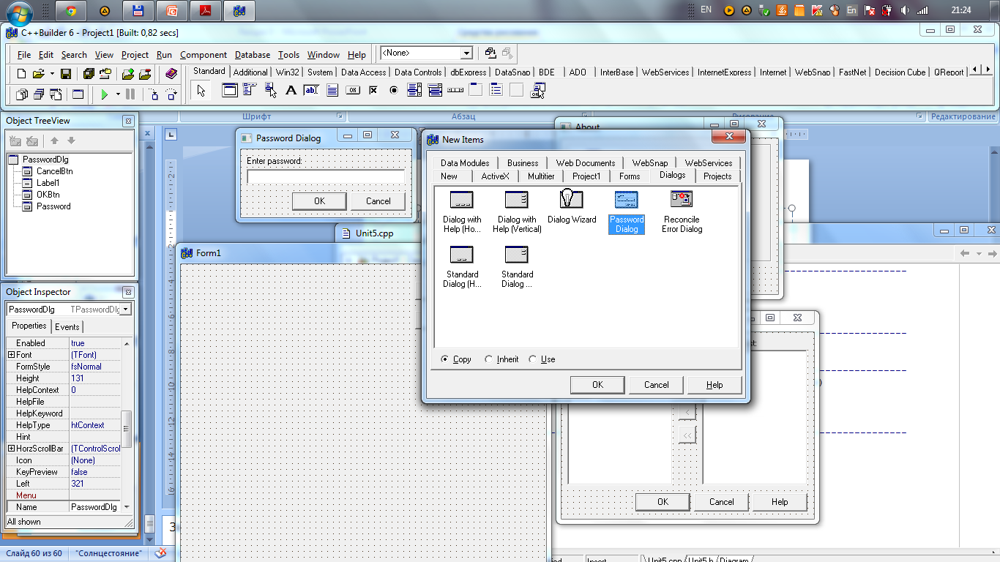 EN
En
21:24
C++Builder 6 - Project1 [Built: 0,82 secs]
File Edit Search View Project Run Component Database Tools Window Help
<None>
Standard Additional Win32 System Data Access Data Controls dbExpress DataSnap BDE ADO InterBase WebServices InternetExpress Internet WebSnap FastNet Decision Cube QReport
Шрифт
Абзац
Редактирование
Object TreeView
PasswordDlg
CancelBtn
Label1
OKBtn
Password
Password Dialog
Enter password:
OK Cancel
About
New Items
Data Modules Business Web Documents WebSnap WebServices
New ActiveX Multitier Project1 Forms Dialogs Projects
Dialog with Help (Ho...
Dialog with Help (Vertical)
Dialog Wizard
Password Dialog
Reconcile Error Dialog
Standard Dialog (H...
Standard Dialog ...
Copy Inherit Use
OK Cancel Help
Unit5.cpp
Form1
Object Inspector
PasswordDlg TPasswordDlg
Properties Events
Enabled true
Font (TFont)
FormStyle fsNormal
Height 131
HelpContext 0
HelpFile
HelpKeyword
HelpType htContext
Hint
HorzScrollBar (TControlScrol
Icon (None)
KeyPreview false
Left 321
Menu
Name PasswordDlg
All shown
st:
<
<<
OK Cancel Help
Слайд 60 из 60 "Солнцестояние"
Insert
Unit5.cpp Unit5.h Diagram